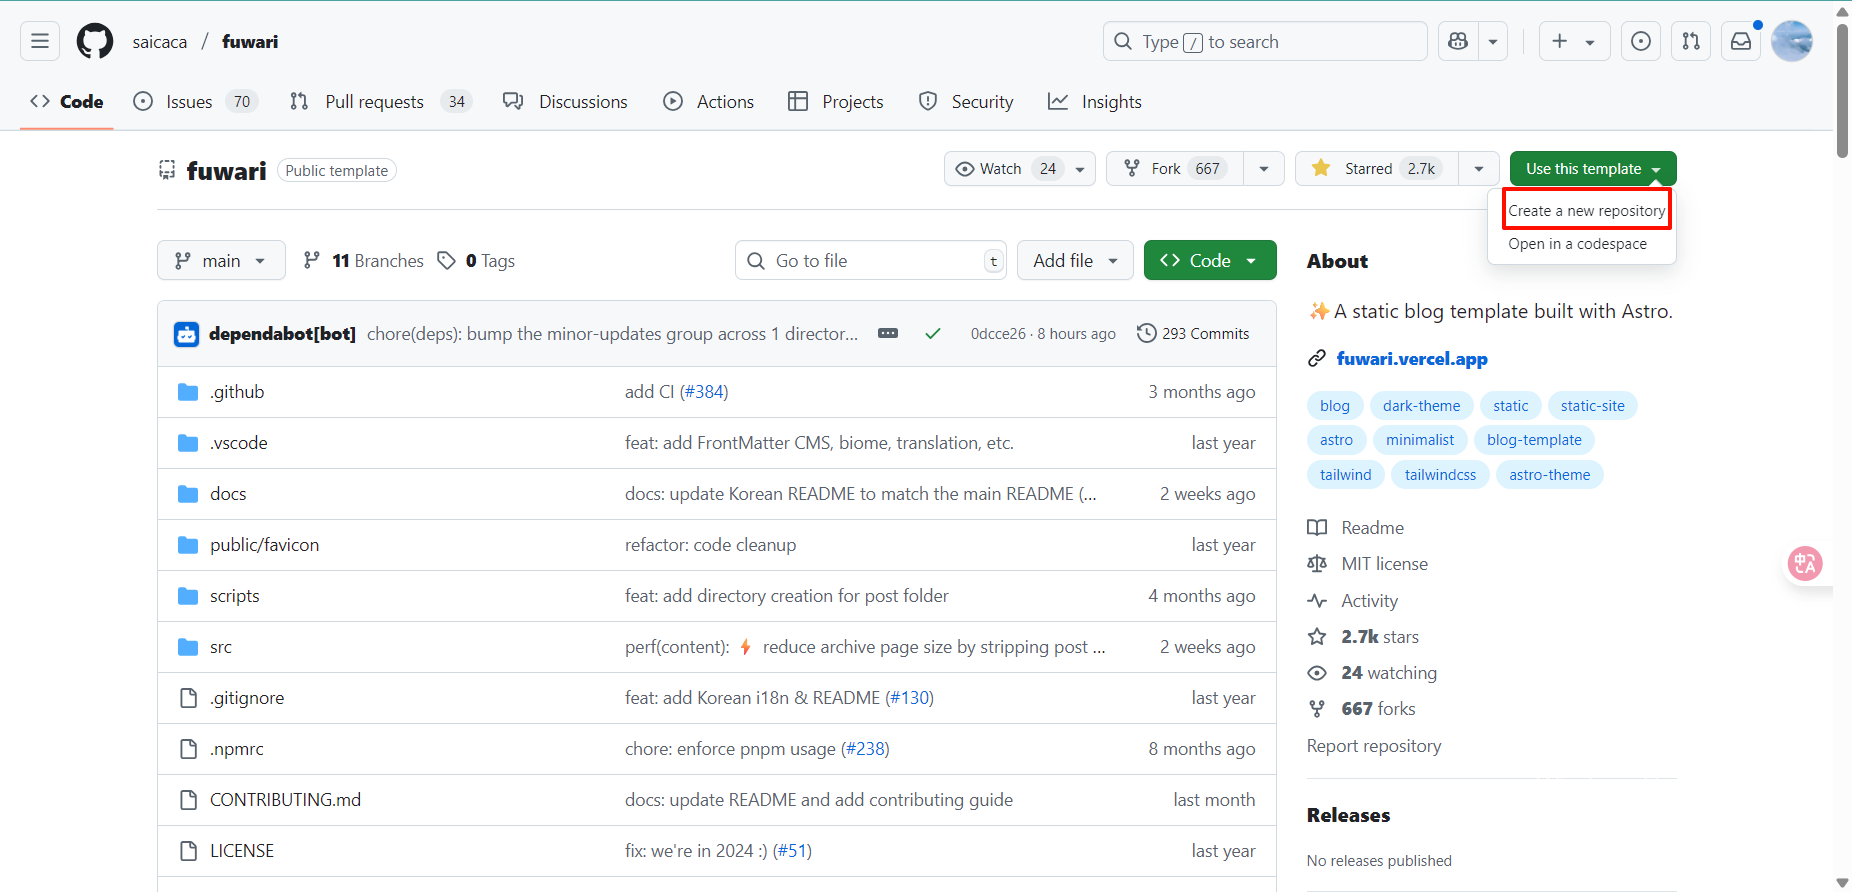 saicaca / fuwari
Type / to search
Code Issues 70 Pull requests 34 Discussions Actions Projects Security Insights
fuwari Public template
Watch 24 Fork 667 Starred 2.7k Use this template
Create a new repository
Open in a codespace
main 11 Branches 0 Tags
Go to file t
Add file
Code
dependabot[bot] chore(deps): bump the minor-updates group across 1 director... 0dcce26 · 8 hours ago 293 Commits
.github add CI (#384) 3 months ago
.vscode feat: add FrontMatter CMS, biome, translation, etc. last year
docs docs: update Korean README to match the main README (... 2 weeks ago
public/favicon refactor: code cleanup last year
scripts feat: add directory creation for post folder 4 months ago
src perf(content): ⚡ reduce archive page size by stripping post ... 2 weeks ago
.gitignore feat: add Korean i18n & README (#130) last year
.npmrc chore: enforce pnpm usage (#238) 8 months ago
CONTRIBUTING.md docs: update README and add contributing guide last month
LICENSE fix: we're in 2024 :) (#51) last year
About
✨ A static blog template built with Astro.
fuwari.vercel.app
blog dark-theme static static-site
astro minimalist blog-template
tailwind tailwindcss astro-theme
Readme
MIT license
Activity
2.7k stars
24 watching
667 forks
Report repository
Releases
No releases published
中A